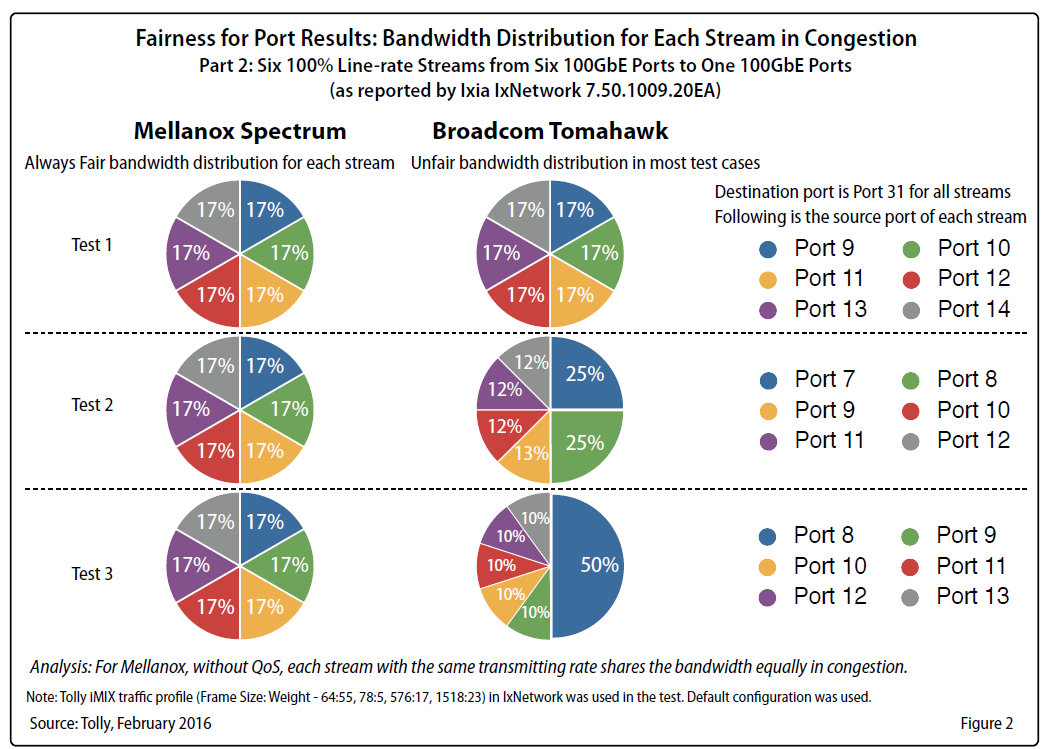 Fairness for Port Results: Bandwidth Distribution for Each Stream in Congestion
Part 2: Six 100% Line-rate Streams from Six 100GbE Ports to One 100GbE Ports
(as reported by Ixia IxNetwork 7.50.1009.20EA)
Mellanox Spectrum
Broadcom Tomahawk
Always Fair bandwidth distribution for each stream
Unfair bandwidth distribution in most test cases
Destination port is Port 31 for all streams
Following is the source port of each stream
Test 1
17% 17%
17% 17%
17% 17%
17% 17%
17% 17%
17% 17%
Port 9 Port 10
Port 11 Port 12
Port 13 Port 14
Test 2
17% 17%
17% 17%
17% 17%
12% 25%
12%
12% 25%
13%
Port 7 Port 8
Port 9 Port 10
Port 11 Port 12
Test 3
17% 17%
17% 17%
17% 17%
10%
10%
10% 50%
10%
10%
Port 8 Port 9
Port 10 Port 11
Port 12 Port 13
Analysis: For Mellanox, without QoS, each stream with the same transmitting rate shares the bandwidth equally in congestion.
Note: Tolly iMIX traffic profile (Frame Size: Weight - 64:55, 78:5, 576:17, 1518:23) in IxNetwork was used in the test. Default configuration was used.
Source: Tolly, February 2016
Figure 2